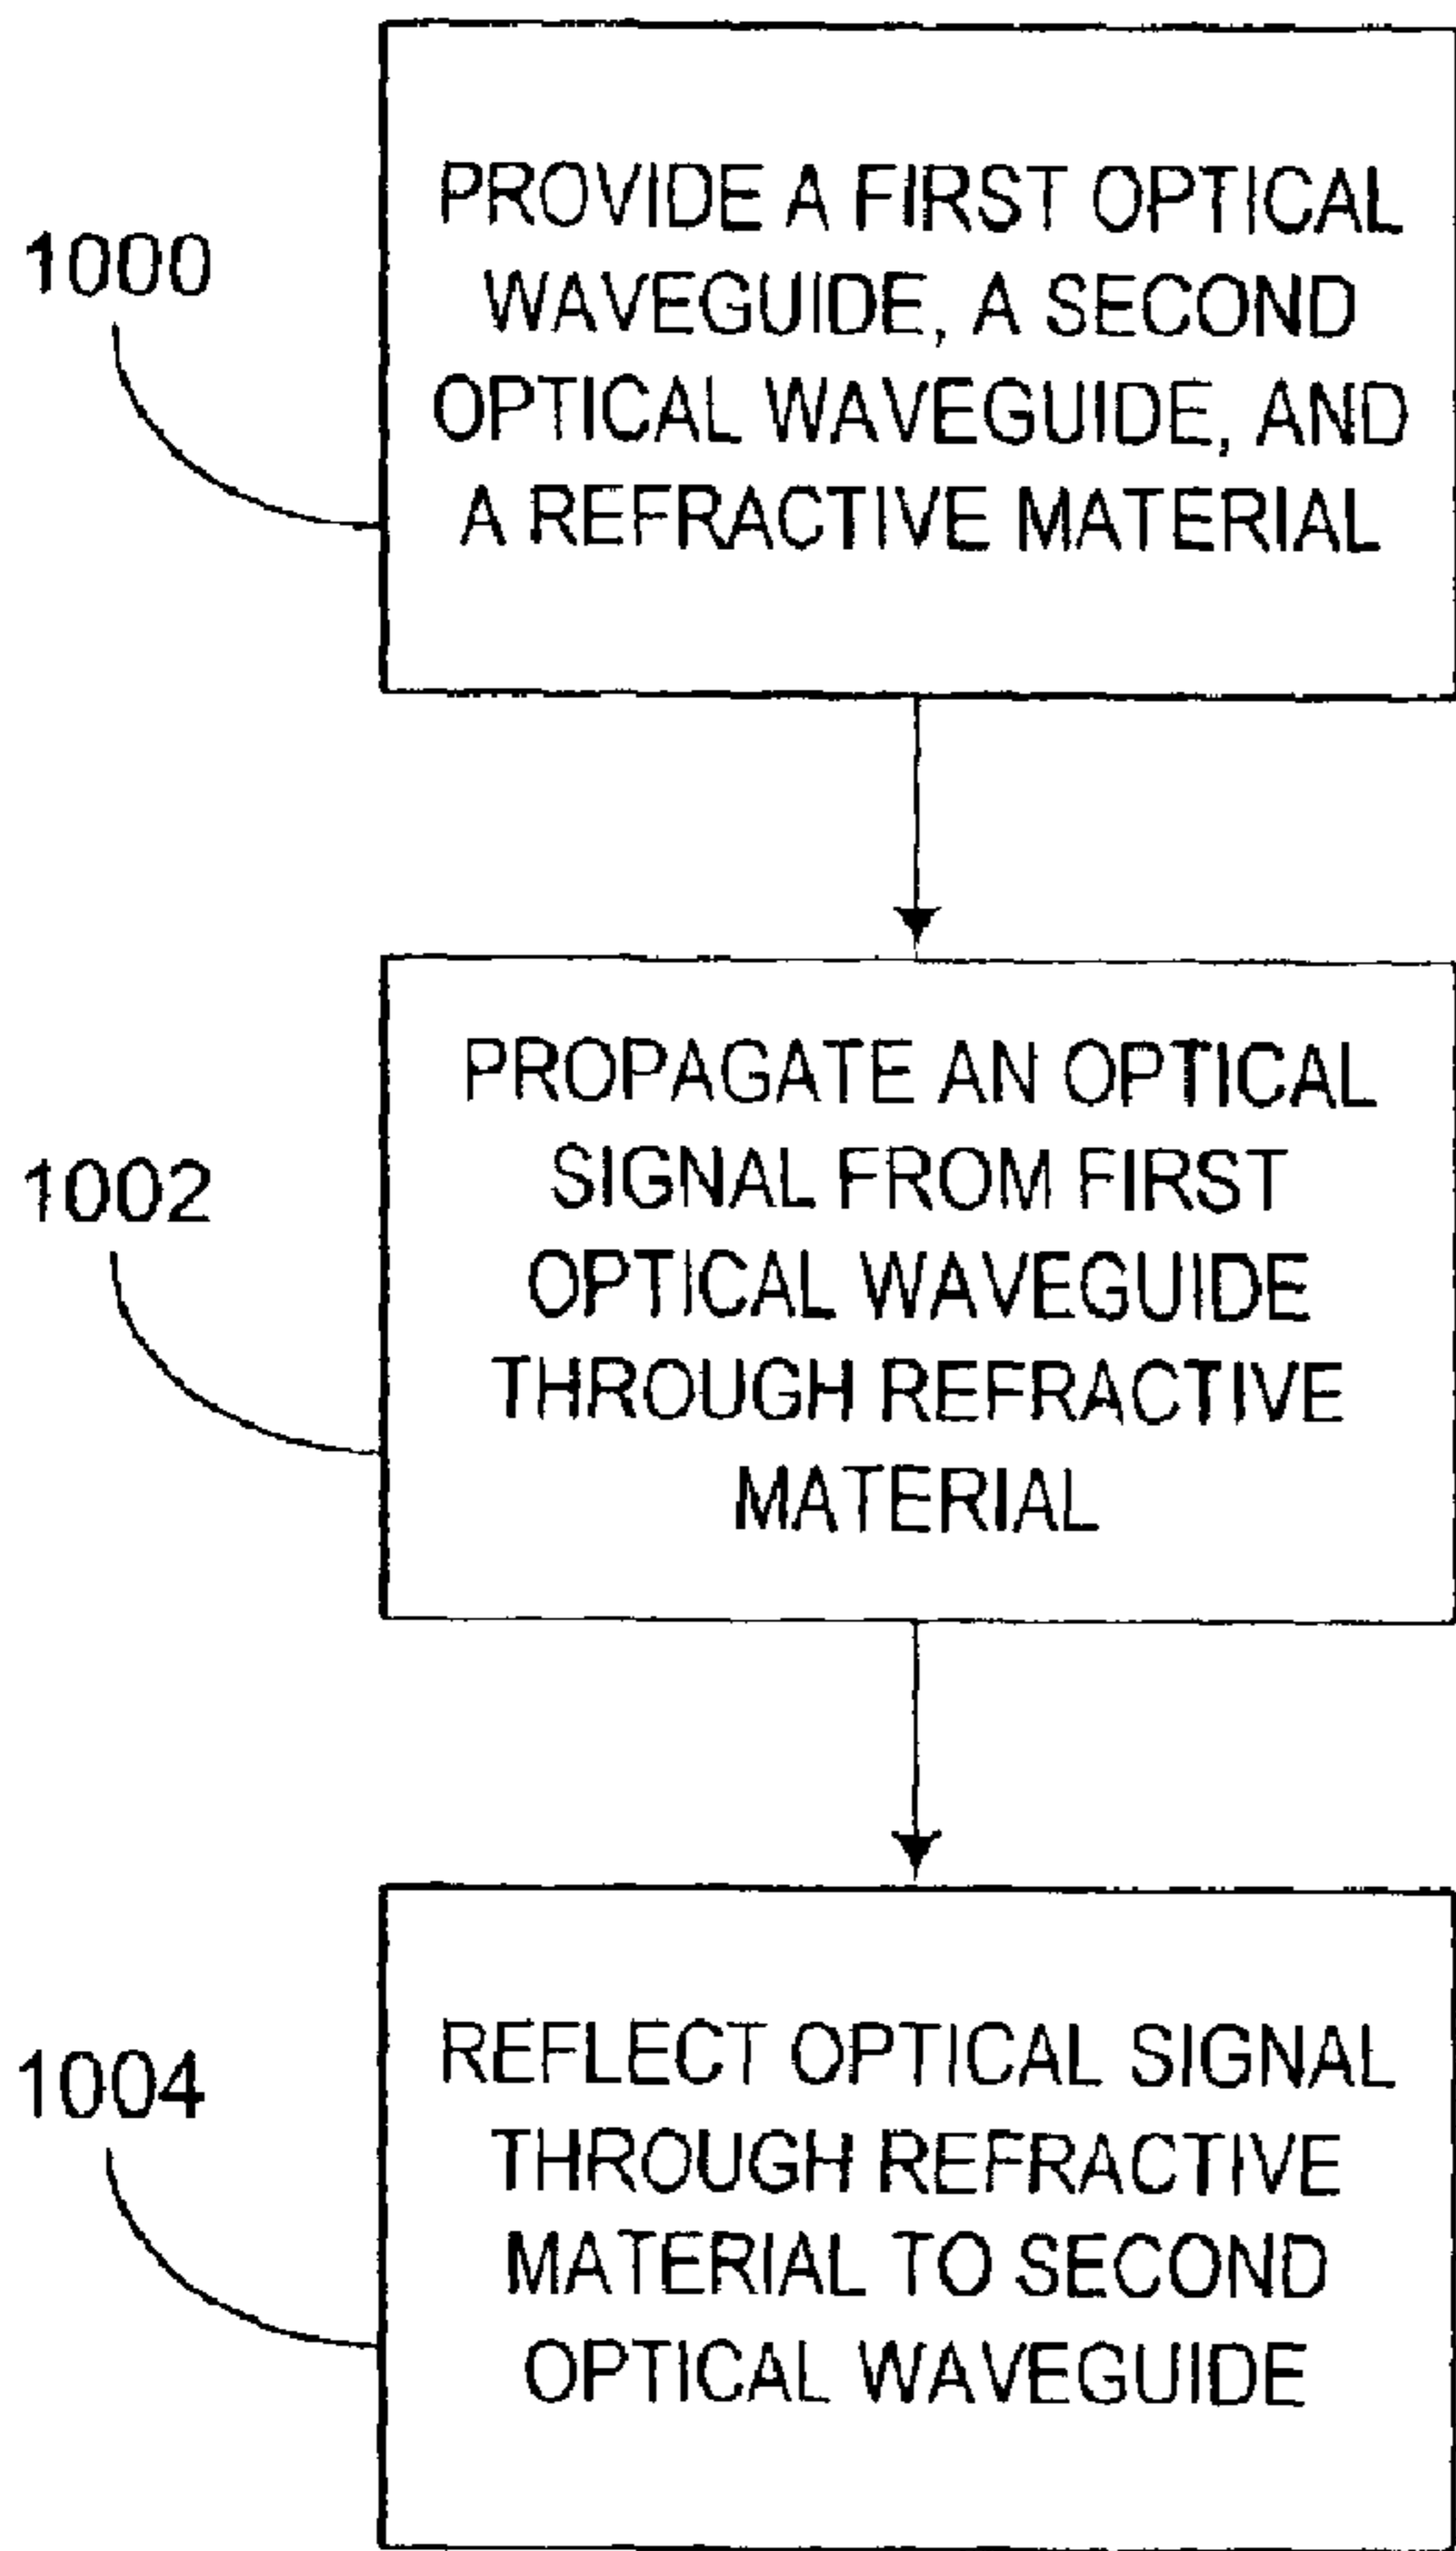 1000
PROVIDE A FIRST OPTICAL
WAVEGUIDE, A SECOND
OPTICAL WAVEGUIDE, AND
A REFRACTIVE MATERIAL
1002
PROPAGATE AN OPTICAL
SIGNAL FROM FIRST
OPTICAL WAVEGUIDE
THROUGH REFRACTIVE
MATERIAL
1004
REFLECT OPTICAL SIGNAL
THROUGH REFRACTIVE
MATERIAL TO SECOND
OPTICAL WAVEGUIDE